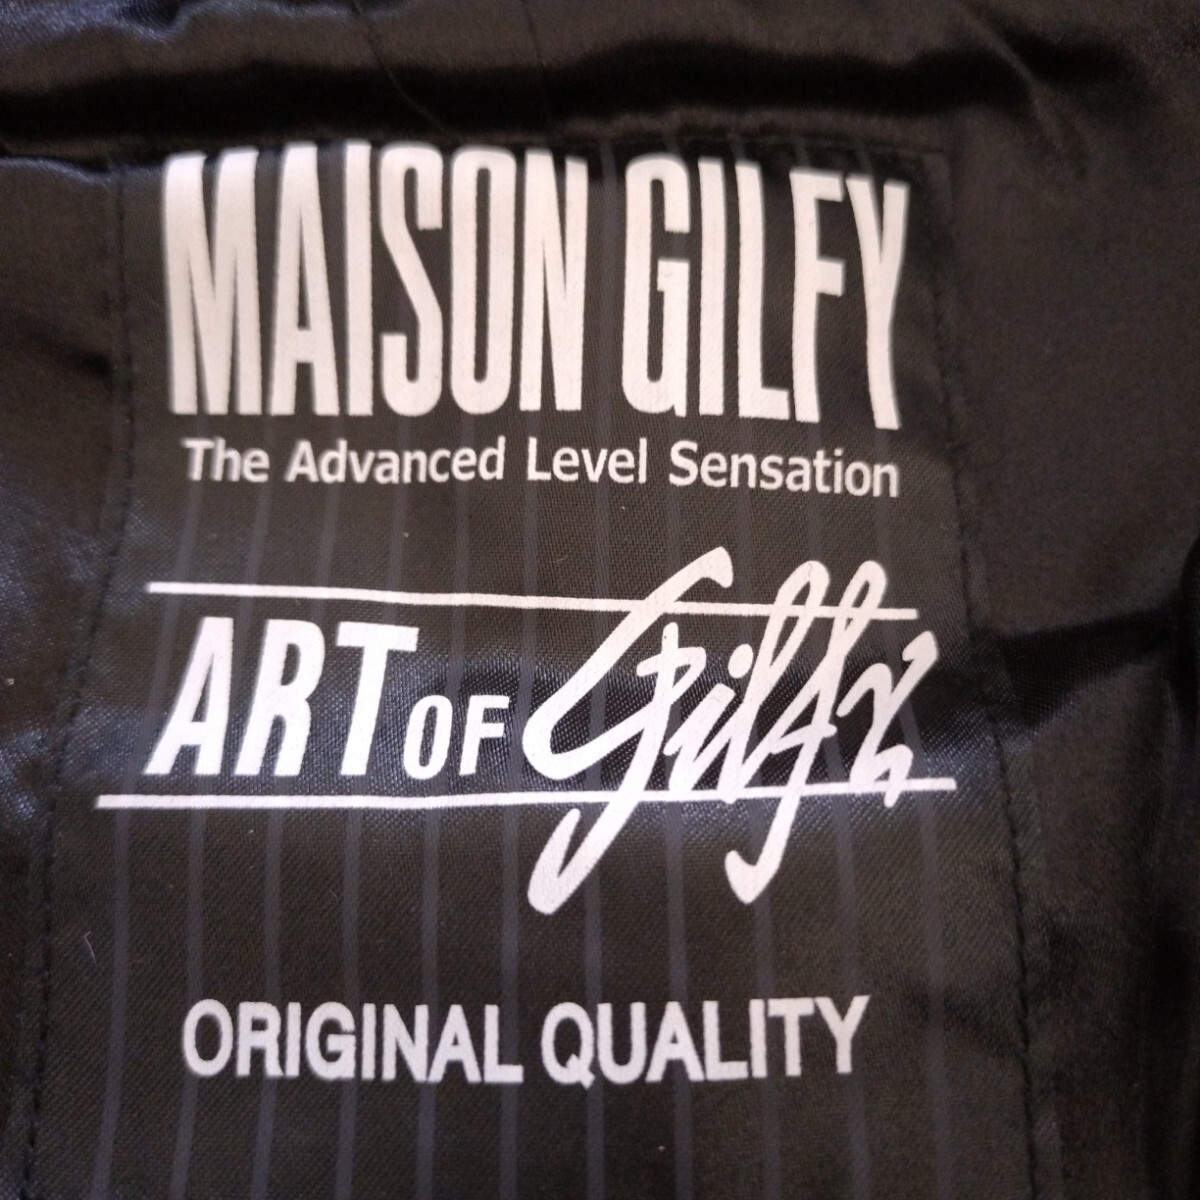 MAISON GILFY
The Advanced Level Sensation
ART OF Gilfy
ORIGINAL QUALITY